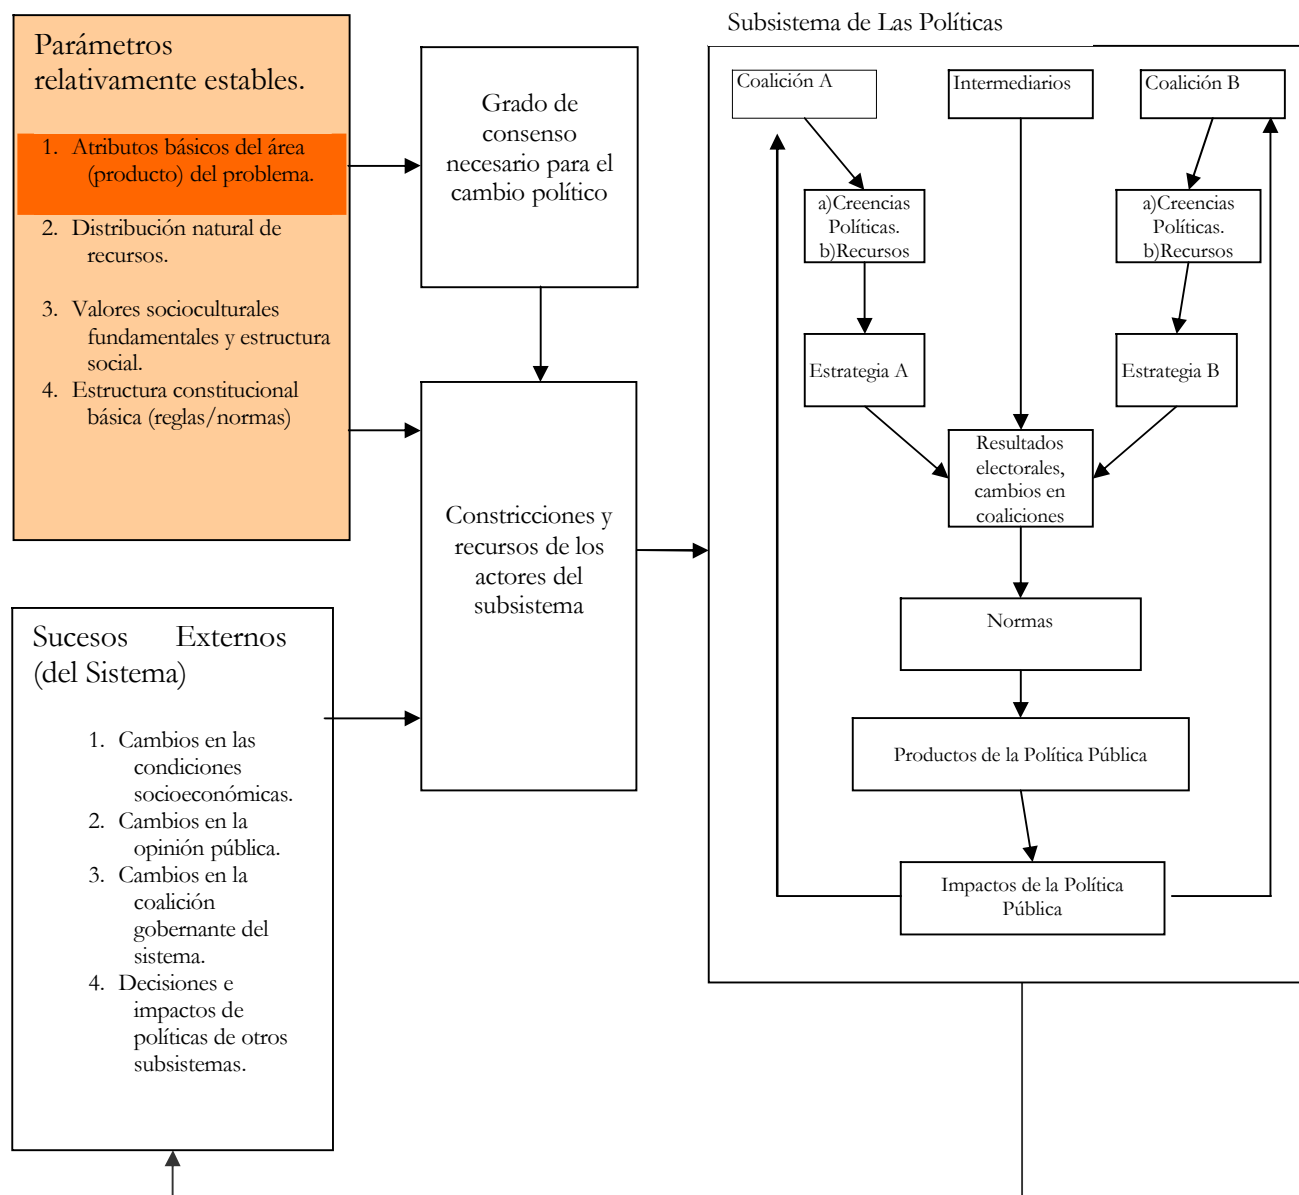 Parámetros
relativamente estables.
1. Atributos básicos del área
(producto) del problema.
2. Distribución natural de
recursos.
3. Valores socioculturales
fundamentales y estructura
social.
4. Estructura constitucional
básica (reglas/normas)
Sucesos Externos
(del Sistema)
1. Cambios en las
condiciones
socioeconómicas.
2. Cambios en la
opinión pública.
3. Cambios en la
coalición
gobernante del
sistema.
4. Decisiones e
impactos de
políticas de otros
subsistemas.
Grado de
consenso
necesario para el
cambio político
Constricciones y
recursos de los
actores del
subsistema
Subsistema de Las Políticas
Coalición A
Intermediarios
Coalición B
a)Creencias
Políticas.
b)Recursos
a)Creencias
Políticas.
b)Recursos
Estrategia A
Estrategia B
Resultados
electorales,
cambios en
coaliciones
Normas
Productos de la Política Pública
Impactos de la Política
Pública